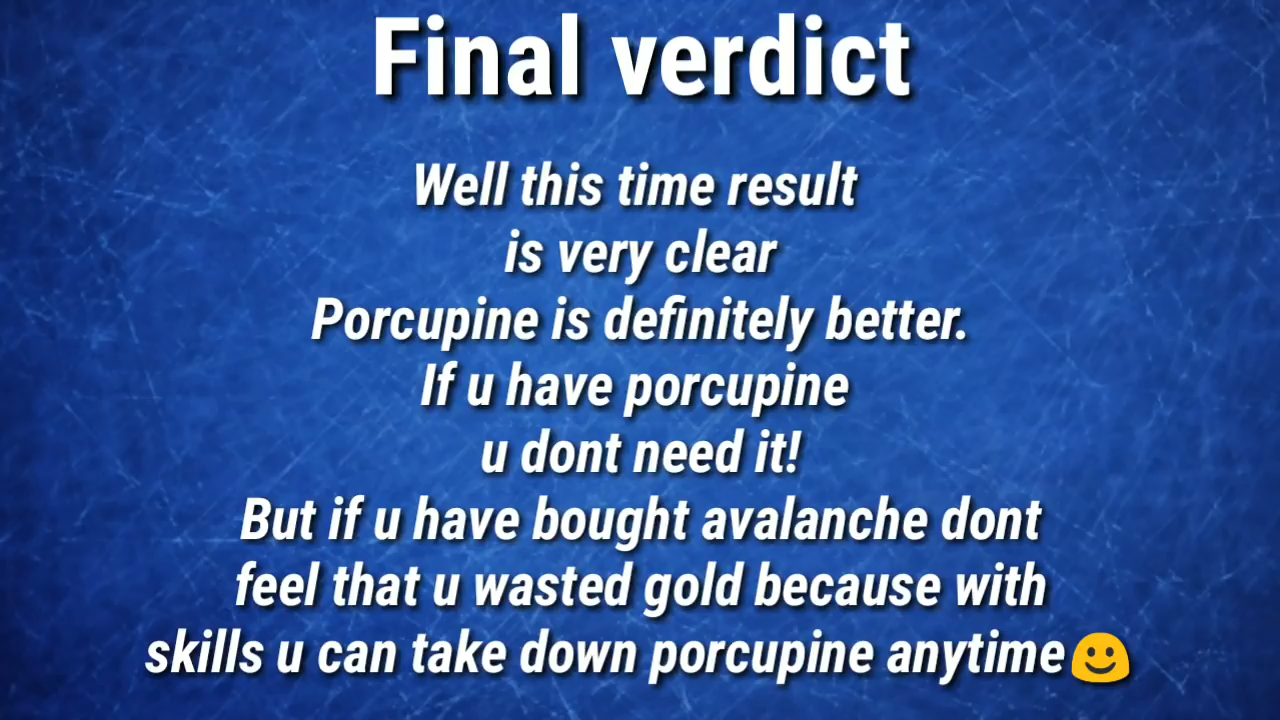 Final verdict
Well this time result
is very clear
Porcupine is definitely better.
If u have porcupine
u dont need it!
But if u have bought avalanche dont
feel that u wasted gold because with
skills u can take down porcupine anytime🙂